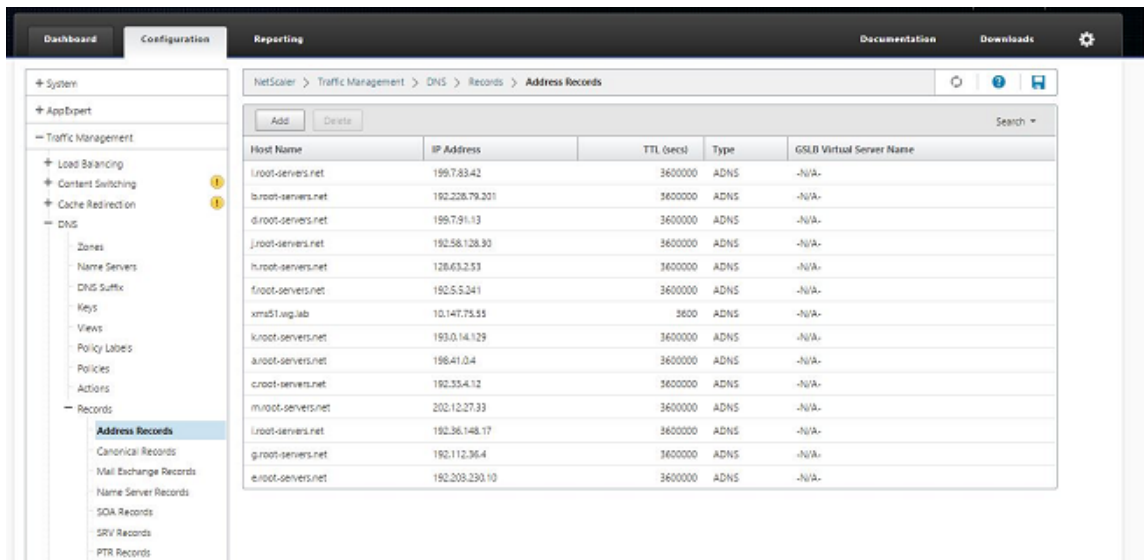 Dashboard Configuration Reporting Documentation Downloads
+ System
+ AppExpert
− Traffic Management
+ Load Balancing
+ Content Switching
+ Cache Redirection
− DNS
Zones
Name Servers
DNS Suffix
Keys
Views
Policy Labels
Policies
Actions
− Records
Address Records
Canonical Records
Mail Exchange Records
Name Server Records
SOA Records
SRV Records
PTR Records
NetScaler > Traffic Management > DNS > Records > Address Records
Add Delete Search
Host Name IP Address TTL (secs) Type GSLB Virtual Server Name
l.root-servers.net 199.7.83.42 3600000 ADNS -N/A-
b.root-servers.net 192.228.79.201 3600000 ADNS -N/A-
d.root-servers.net 199.7.91.13 3600000 ADNS -N/A-
j.root-servers.net 192.58.128.30 3600000 ADNS -N/A-
h.root-servers.net 128.63.2.53 3600000 ADNS -N/A-
f.root-servers.net 192.5.5.241 3600000 ADNS -N/A-
xms51.wg.lab 10.147.75.55 3600 ADNS -N/A-
k.root-servers.net 193.0.14.129 3600000 ADNS -N/A-
a.root-servers.net 198.41.0.4 3600000 ADNS -N/A-
c.root-servers.net 192.33.4.12 3600000 ADNS -N/A-
m.root-servers.net 202.12.27.33 3600000 ADNS -N/A-
i.root-servers.net 192.36.148.17 3600000 ADNS -N/A-
g.root-servers.net 192.112.36.4 3600000 ADNS -N/A-
e.root-servers.net 192.203.230.10 3600000 ADNS -N/A-